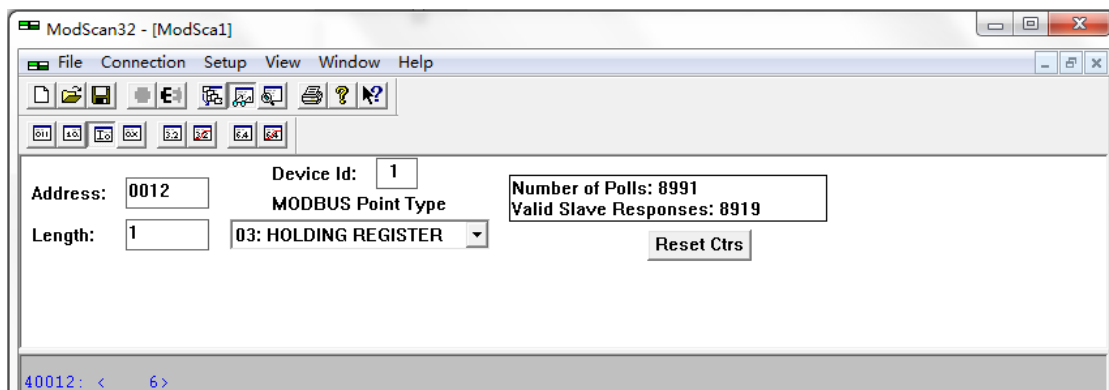 ModScan32 - [ModSca1]
File Connection Setup View Window Help
Address: 0012
Device Id: 1
MODBUS Point Type
Length: 1
03: HOLDING REGISTER
Number of Polls: 8991
Valid Slave Responses: 8919
Reset Ctrs
40012: < 6>